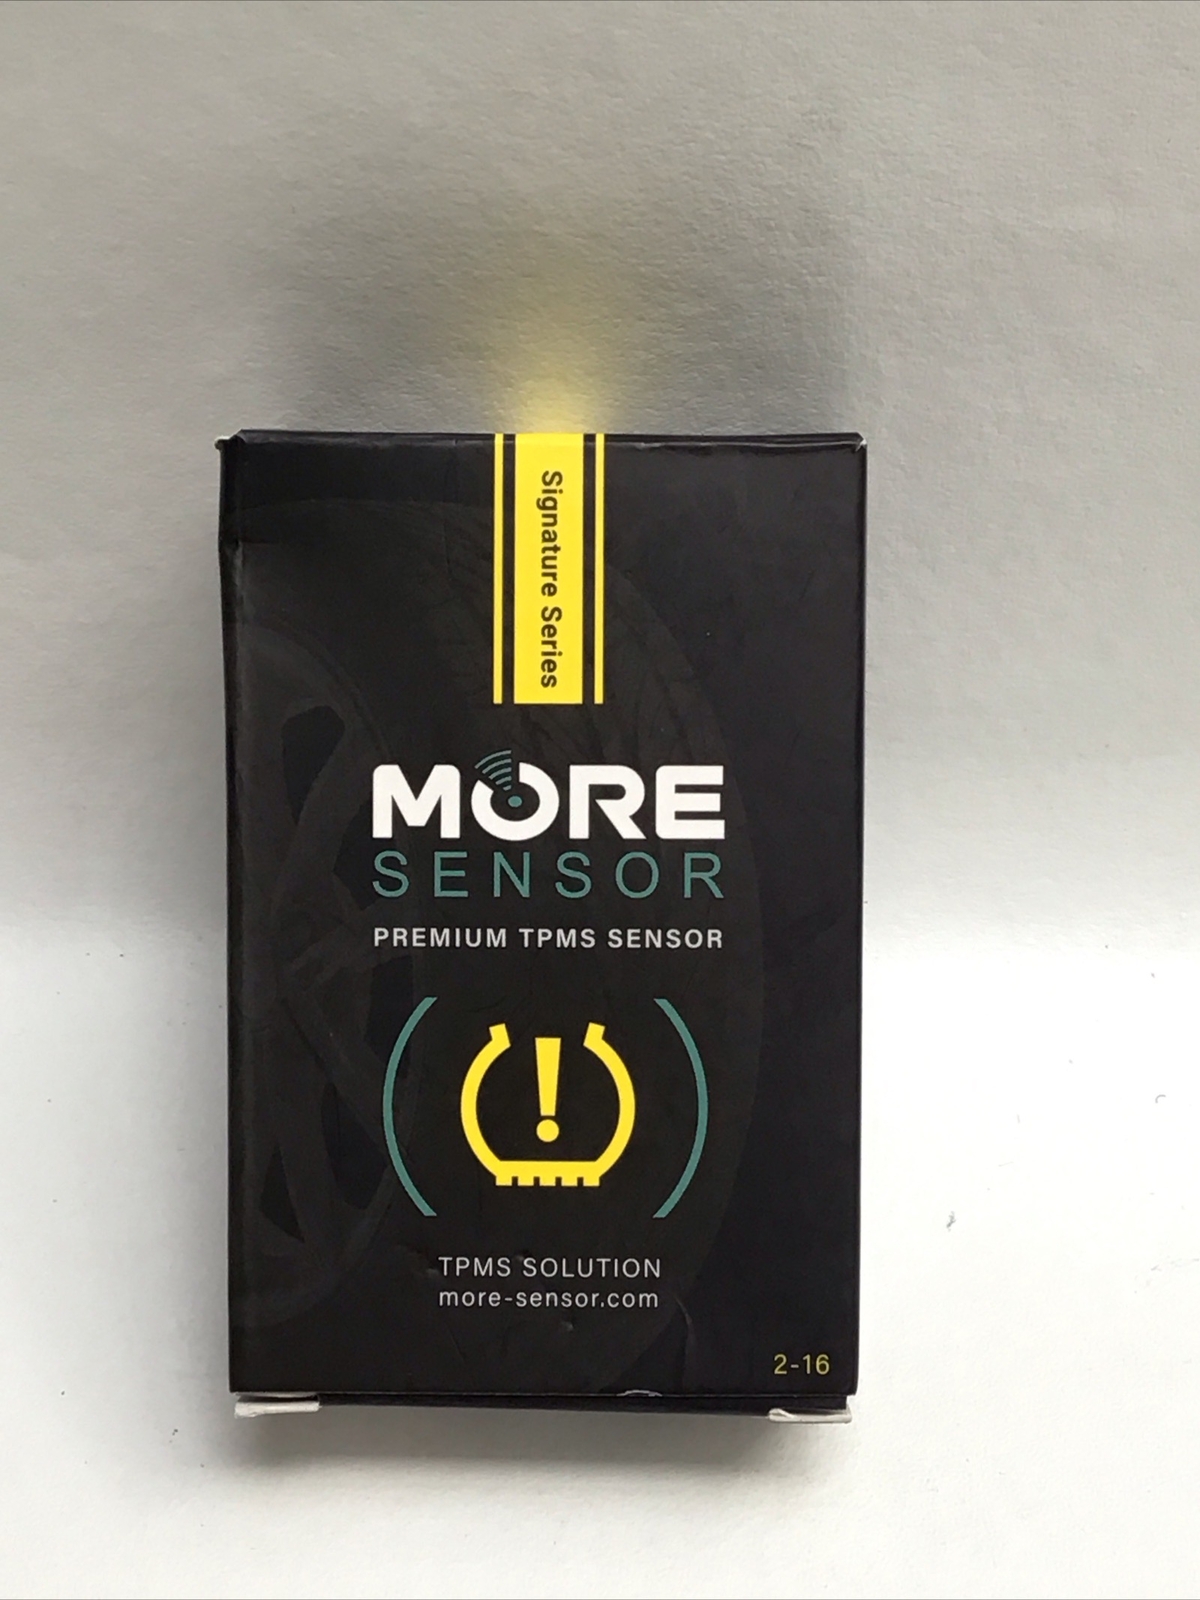 Signature Series
MORE
SENSOR
PREMIUM TPMS SENSOR
TPMS SOLUTION
more-sensor.com
2-16